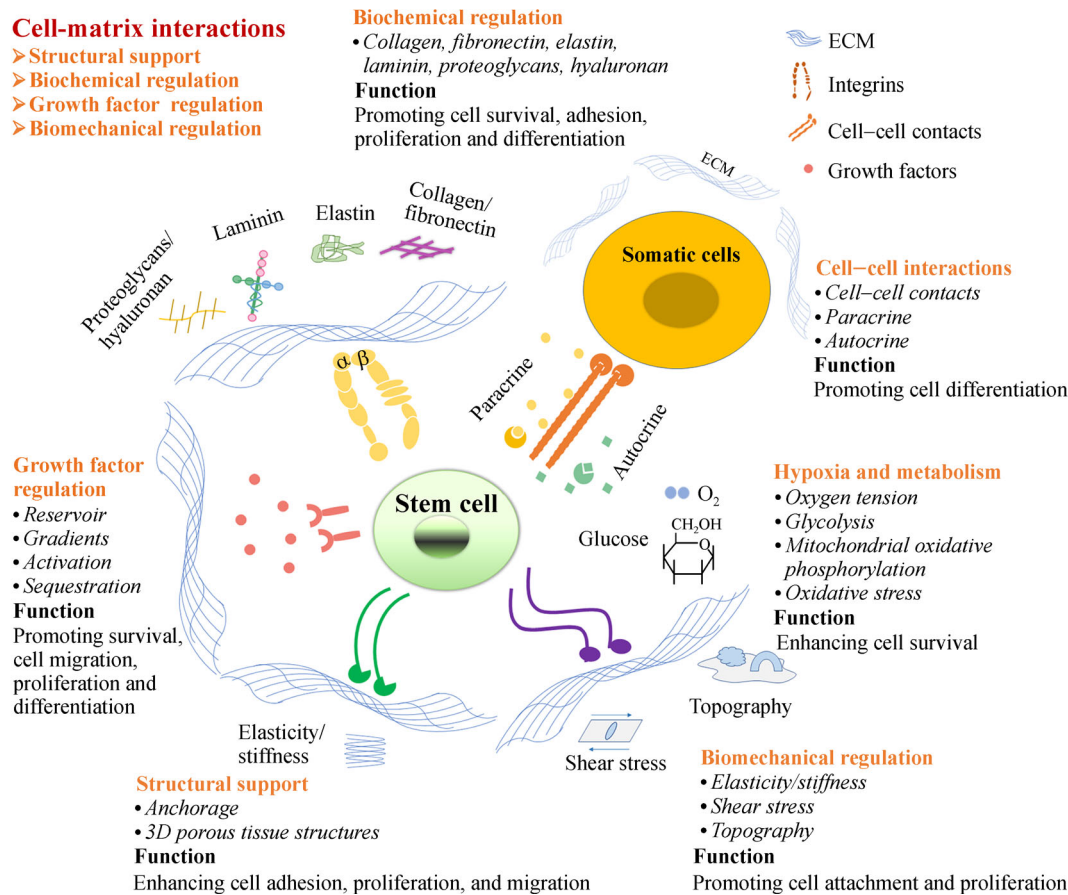 Cell-matrix interactions
➢Structural support
➢Biochemical regulation
➢Growth factor regulation
➢Biomechanical regulation
Biochemical regulation
• Collagen, fibronectin, elastin,
laminin, proteoglycans, hyaluronan
Function
Promoting cell survival, adhesion,
proliferation and differentiation
ECM
Integrins
Cell−cell contacts
Growth factors
ECM
Proteoglycans/
hyaluronan
Laminin
Elastin
Collagen/
fibronectin
Somatic cells
Cell−cell interactions
• Cell−cell contacts
• Paracrine
• Autocrine
Function
Promoting cell differentiation
α β
Paracrine
Autocrine
Growth factor
regulation
• Reservoir
• Gradients
• Activation
• Sequestration
Function
Promoting survival,
cell migration,
proliferation and
differentiation
Stem cell
O2
Glucose
CH2OH
O
Hypoxia and metabolism
• Oxygen tension
• Glycolysis
• Mitochondrial oxidative
phosphorylation
• Oxidative stress
Function
Enhancing cell survival
Topography
Elasticity/
stiffness
Shear stress
Structural support
• Anchorage
• 3D porous tissue structures
Function
Enhancing cell adhesion, proliferation, and migration
Biomechanical regulation
• Elasticity/stiffness
• Shear stress
• Topography
Function
Promoting cell attachment and proliferation